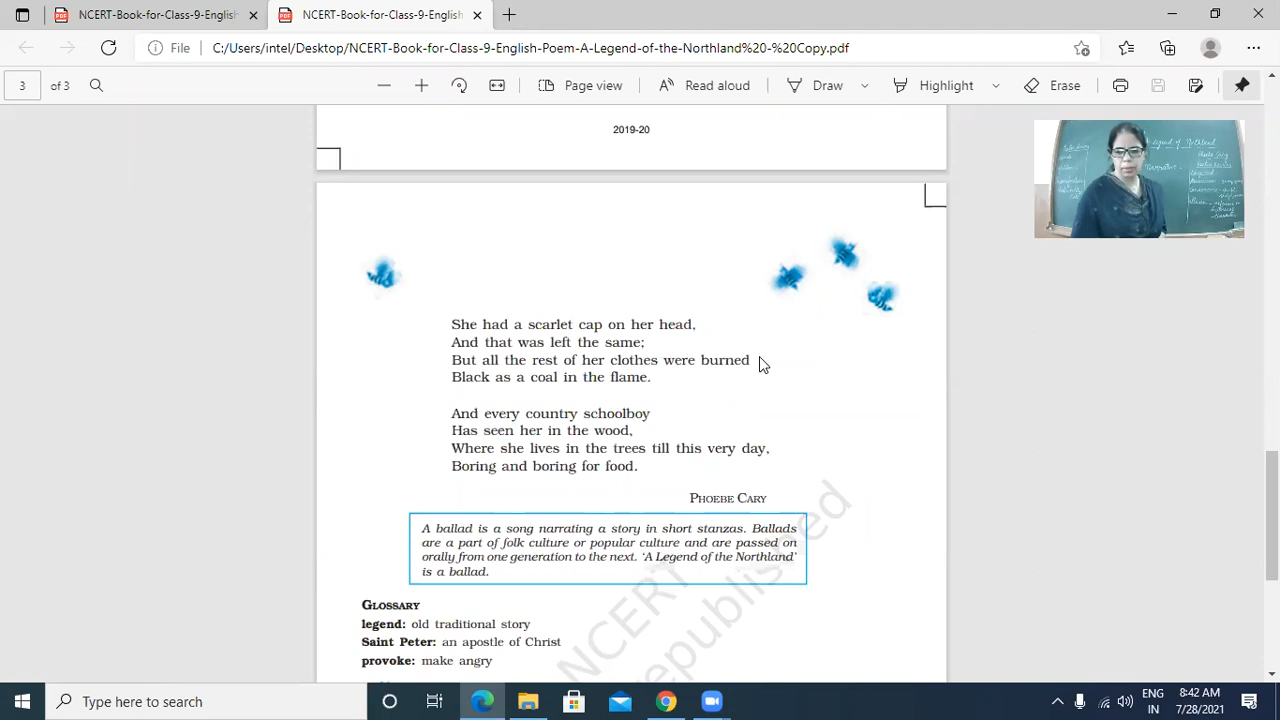 NCERT-Book-for-Class-9-English
NCERT-Book-for-Class-9-English
File
C:/Users/intel/Desktop/NCERT-Book-for-Class-9-English-Poem-A-Legend-of-the-Northland%20-%20Copy.pdf
3 of 3
Page view
Read aloud
Draw
Highlight
Erase
2019-20
She had a scarlet cap on her head,
And that was left the same;
But all the rest of her clothes were burned
Black as a coal in the flame.
And every country schoolboy
Has seen her in the wood,
Where she lives in the trees till this very day,
Boring and boring for food.
PHOEBE CARY
A ballad is a song narrating a story in short stanzas. Ballads
are a part of folk culture or popular culture and are passed on
orally from one generation to the next. 'A Legend of the Northland'
is a ballad.
GLOSSARY
legend: old traditional story
Saint Peter: an apostle of Christ
provoke: make angry
NCERT
republished
Legend of Northland
Narrative
Type here to search
ENG
IN
8:42 AM
7/28/2021